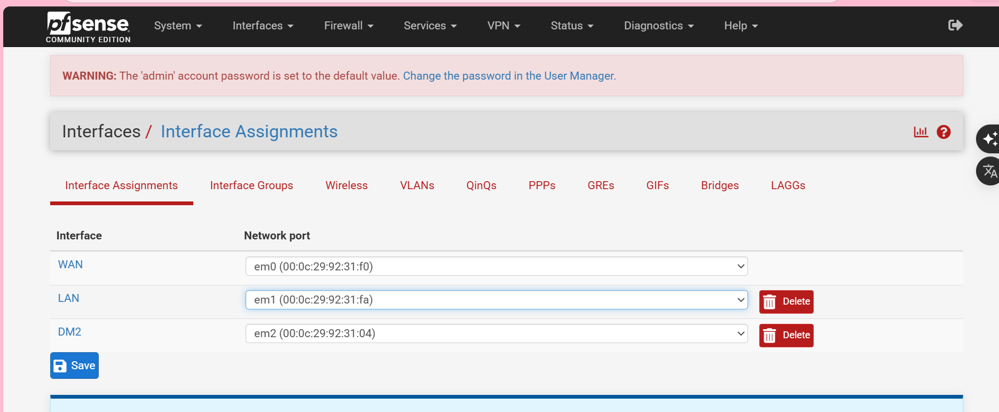 pfsense
COMMUNITY EDITION
System Interfaces Firewall Services VPN Status Diagnostics Help
WARNING: The 'admin' account password is set to the default value. Change the password in the User Manager.
Interfaces / Interface Assignments
Interface Assignments Interface Groups Wireless VLANs QinQs PPPs GREs GIFs Bridges LAGGs
Interface Network port
WAN em0 (00:0c:29:92:31:f0)
LAN em1 (00:0c:29:92:31:fa) Delete
DM2 em2 (00:0c:29:92:31:04) Delete
Save